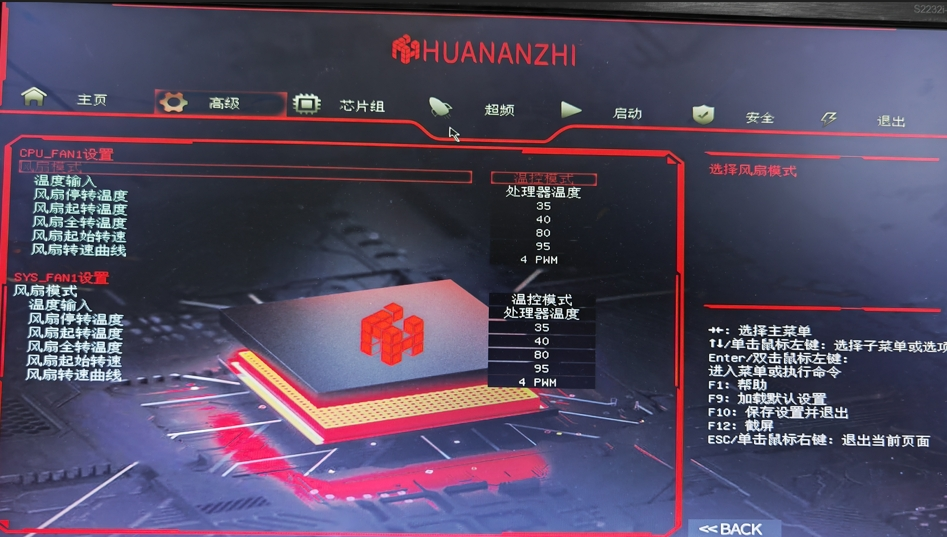 S2232H
HUANANZHI
主页 高级 芯片组 超频 启动 安全 退出
CPU_FAN1设置
风扇模式 温控模式
温度输入 处理器温度
风扇停转温度 35
风扇起转温度 40
风扇全转温度 80
风扇起始转速 95
风扇转速曲线 4 PWM
SYS_FAN1设置
风扇模式 温控模式
温度输入 处理器温度
风扇停转温度 35
风扇起转温度 40
风扇全转温度 80
风扇起始转速 95
风扇转速曲线 4 PWM
选择风扇模式
→←: 选择主菜单
↑↓/单击鼠标左键: 选择子菜单或选项
Enter/双击鼠标左键:
进入菜单或执行命令
F1: 帮助
F9: 加载默认设置
F10: 保存设置并退出
F12: 截屏
ESC/单击鼠标右键: 退出当前页面
<<BACK